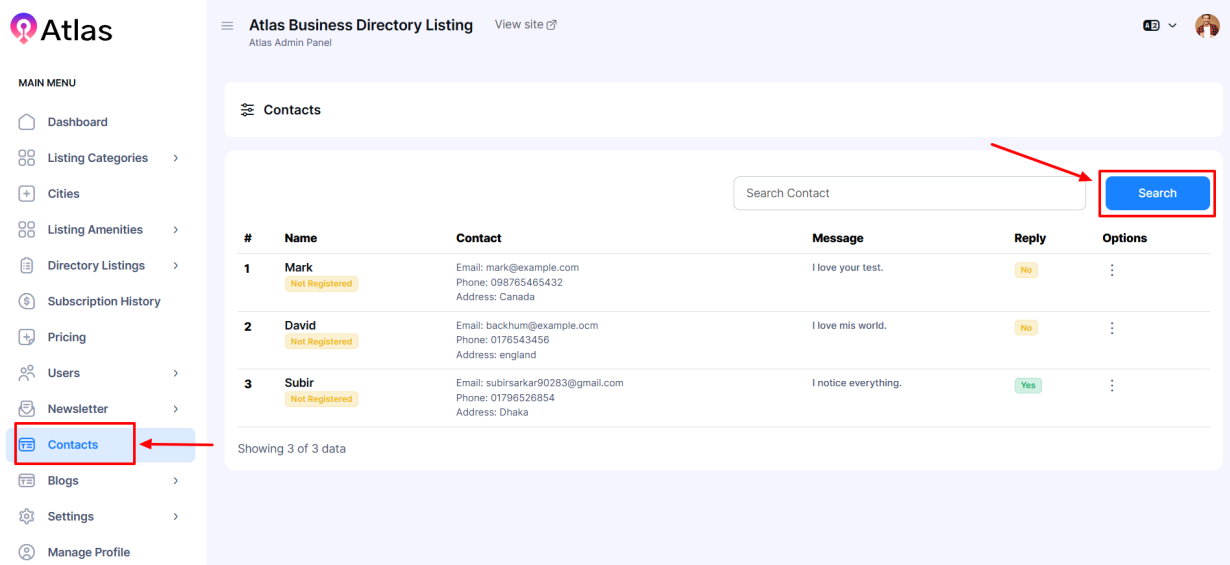 Atlas
Atlas Business Directory Listing View site
Atlas Admin Panel
MAIN MENU
Dashboard
Listing Categories
Cities
Listing Amenities
Directory Listings
Subscription History
Pricing
Users
Newsletter
Contacts
Blogs
Settings
Manage Profile
Contacts
Search Contact Search
# Name Contact Message Reply Options
1 Mark Email: mark@example.com I love your test. No
Not Registered Phone: 098765465432
Address: Canada
2 David Email: backhum@example.ocm I love mis world. No
Not Registered Phone: 0176543456
Address: england
3 Subir Email: subirsarkar90283@gmail.com I notice everything. Yes
Not Registered Phone: 01796526854
Address: Dhaka
Showing 3 of 3 data